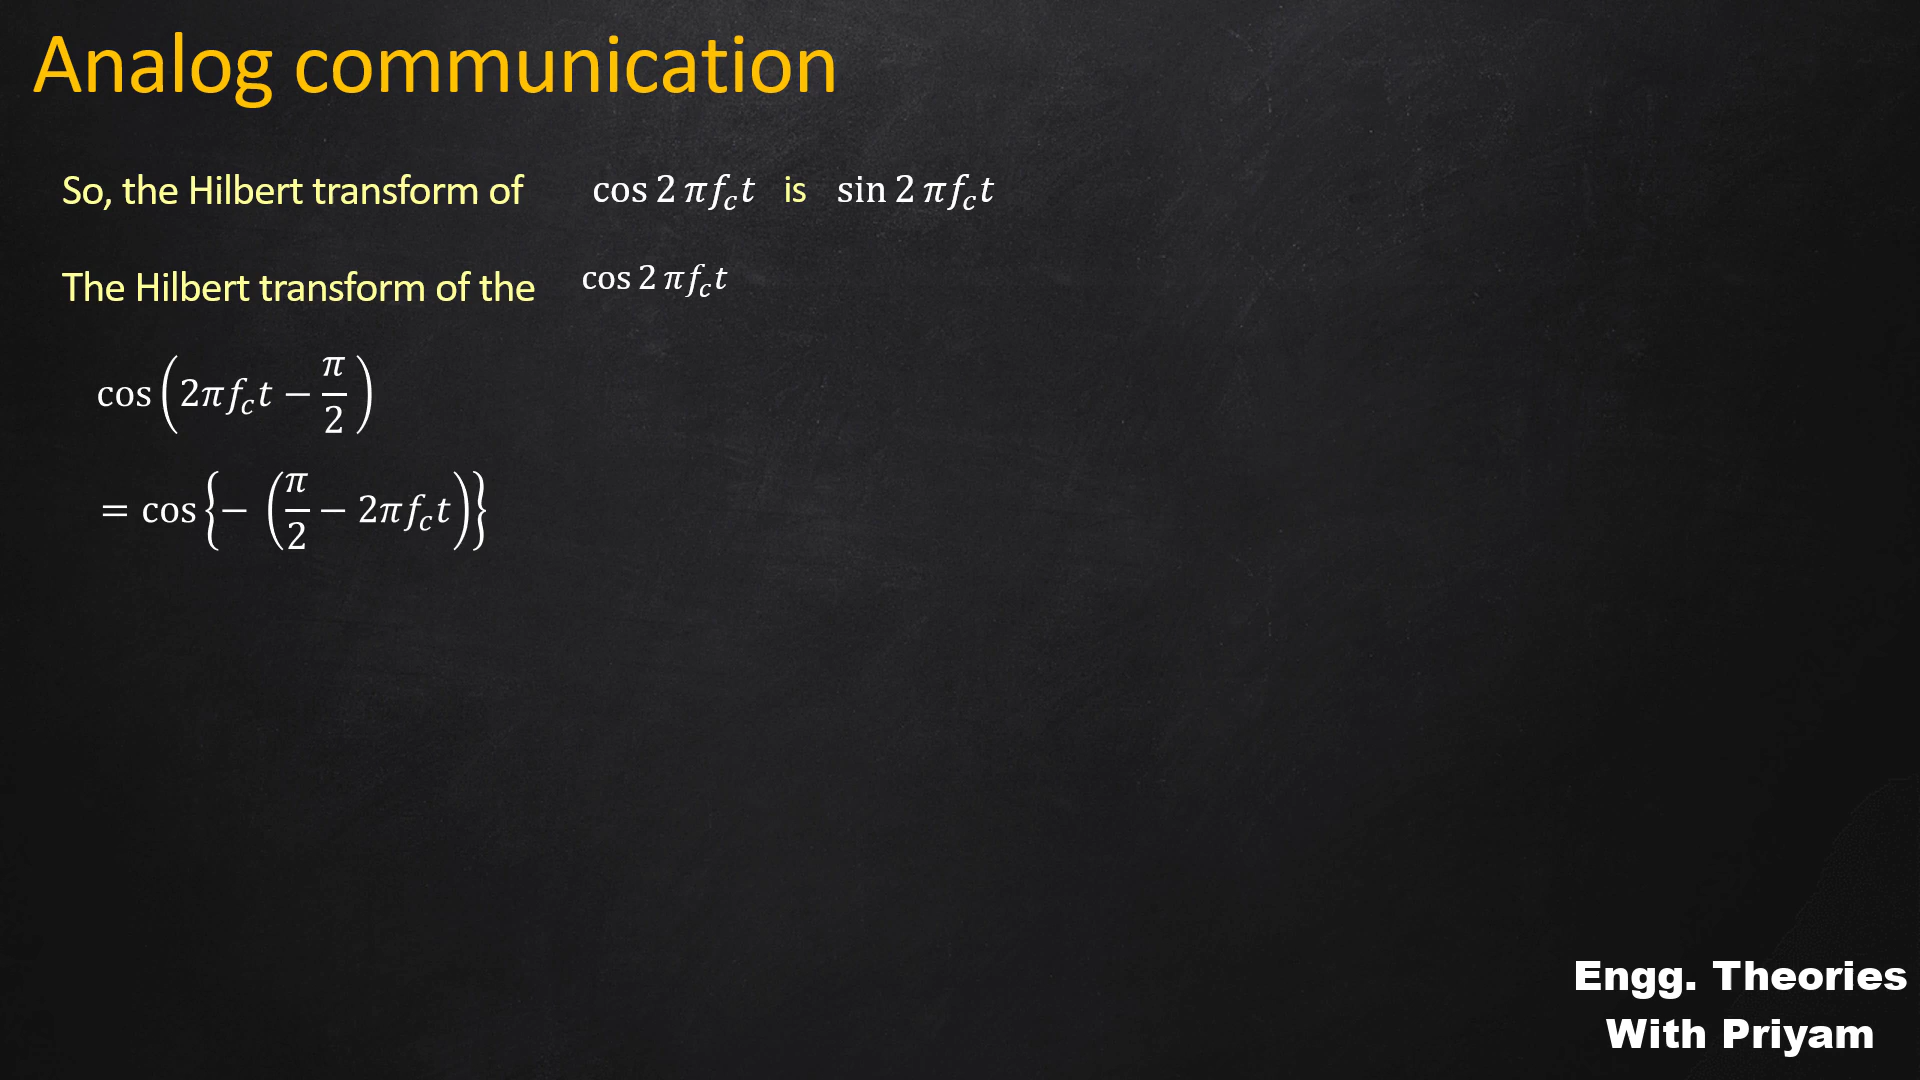 Analog communication
So, the Hilbert transform of cos 2 πf_c t is sin 2 πf_c t
The Hilbert transform of the cos 2 πf_c t
cos(2πf_c t − π/2)
= cos{− (π/2 − 2πf_c t)}
Engg. Theories
With Priyam